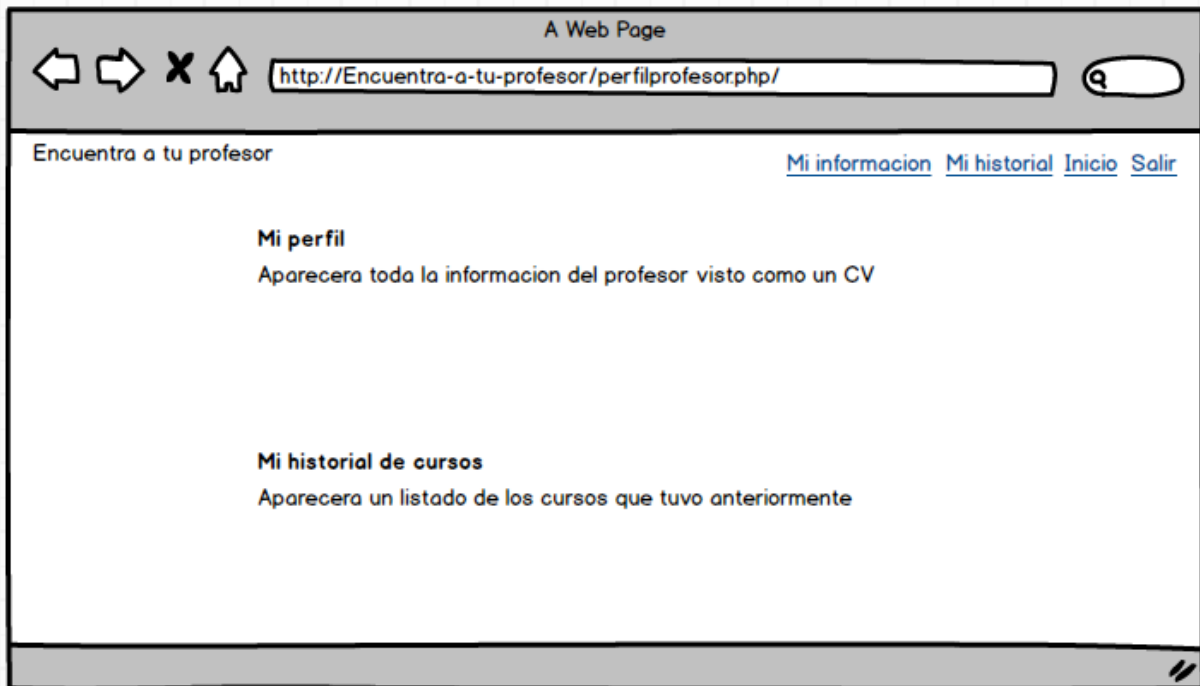 A Web Page
http://Encuentra-a-tu-profesor/perfilprofesor.php/
Encuentra a tu profesor
Mi informacion Mi historial Inicio Salir
Mi perfil
Aparecera toda la informacion del profesor visto como un CV
Mi historial de cursos
Aparecera un listado de los cursos que tuvo anteriormente